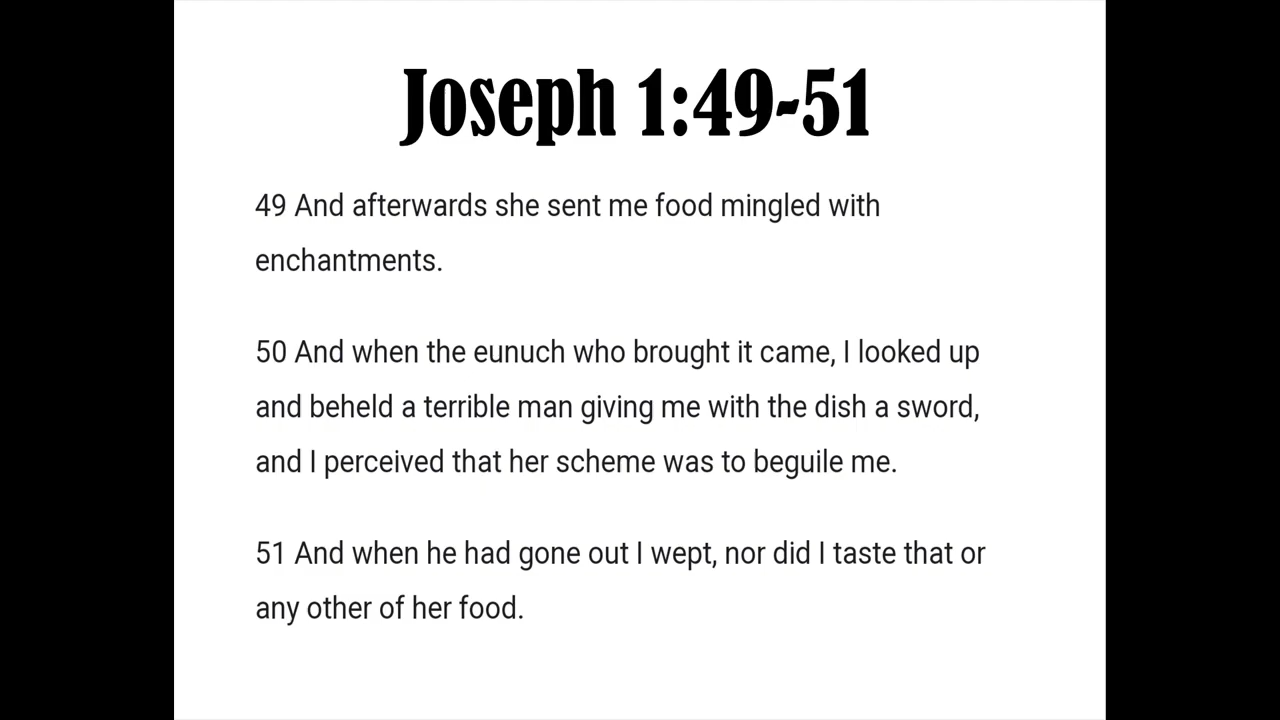 Joseph 1:49-51
49 And afterwards she sent me food mingled with
enchantments.
50 And when the eunuch who brought it came, I looked up
and beheld a terrible man giving me with the dish a sword,
and I perceived that her scheme was to beguile me.
51 And when he had gone out I wept, nor did I taste that or
any other of her food.